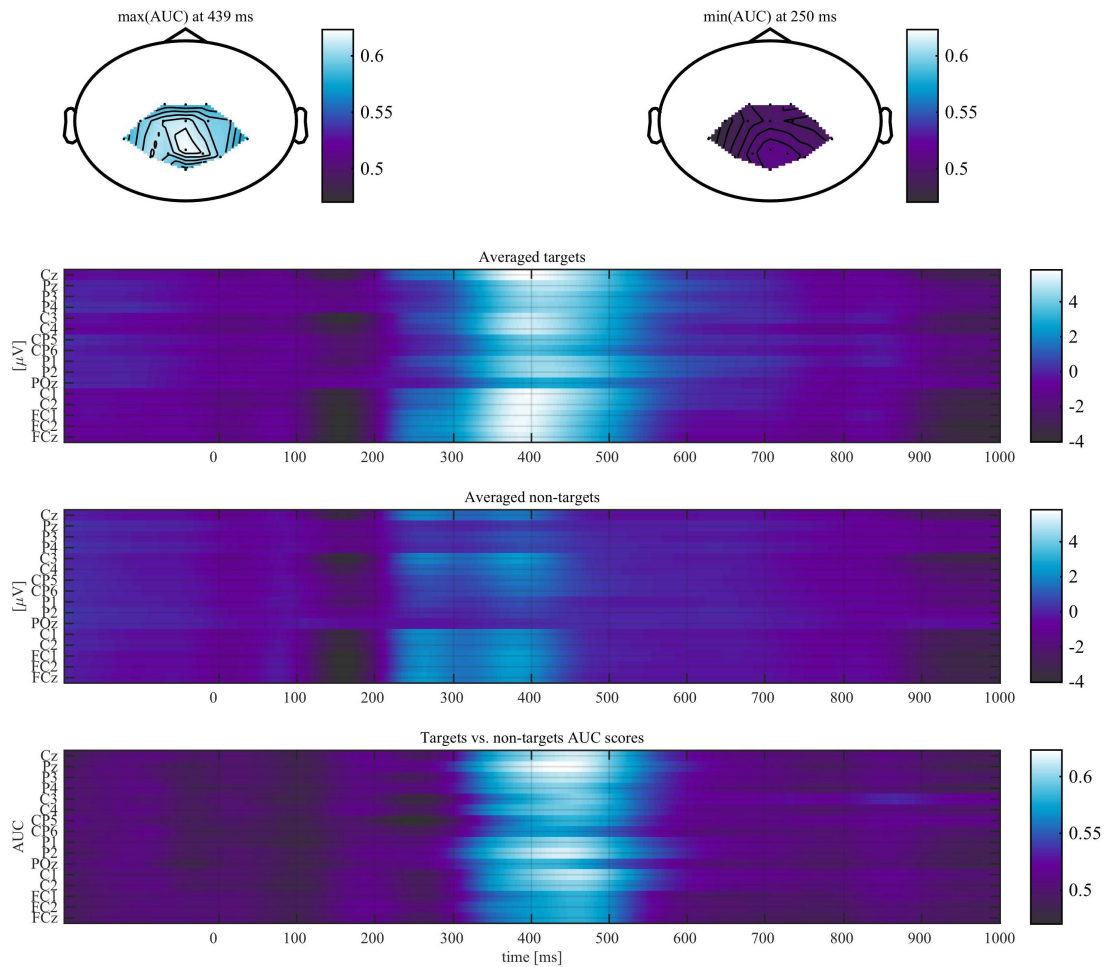 max(AUC) at 439 ms
min(AUC) at 250 ms
0.6
0.55
0.5
0.6
0.55
0.5
Averaged targets
[μV]
Cz
Pz
P3
P4
C3
C4
CP5
CP6
P1
P2
POz
C1
C2
FC1
FC2
FCz
0 100 200 300 400 500 600 700 800 900 1000
4
2
0
-2
-4
Averaged non-targets
[μV]
Cz
Pz
P3
P4
C3
C4
CP5
CP6
P1
P2
POz
C1
C2
FC1
FC2
FCz
0 100 200 300 400 500 600 700 800 900 1000
4
2
0
-2
-4
Targets vs. non-targets AUC scores
AUC
Cz
Pz
P3
P4
C3
C4
CP5
CP6
P1
P2
POz
C1
C2
FC1
FC2
FCz
0 100 200 300 400 500 600 700 800 900 1000
time [ms]
0.6
0.55
0.5